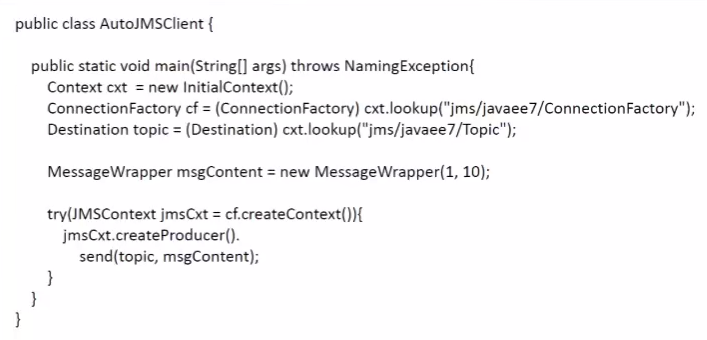 public class AutoJMSClient {
public static void main(String[] args) throws NamingException{
Context cxt = new InitialContext();
ConnectionFactory cf = (ConnectionFactory) cxt.lookup("jms/javaee7/ConnectionFactory");
Destination topic = (Destination) cxt.lookup("jms/javaee7/Topic");
MessageWrapper msgContent = new MessageWrapper(1, 10);
try(JMSContext jmsCxt = cf.createContext()){
jmsCxt.createProducer().
send(topic, msgContent);
}
}
}